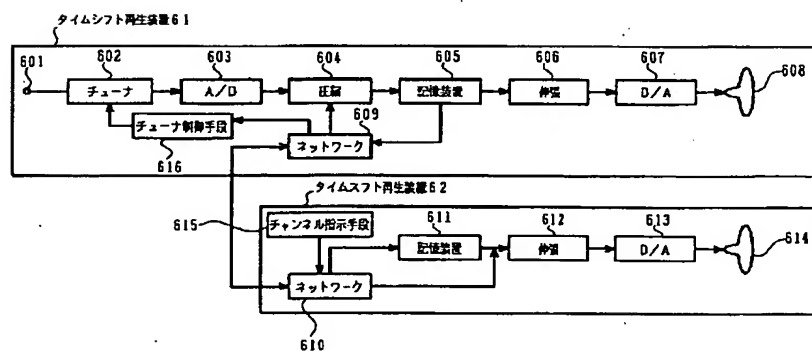 タイムシフト再生装置61
601
602
603
604
605
606
607
608
チューナ
A/D
圧縮
記憶装置
伸張
D/A
チューナ制御手段
616
609
ネットワーク
タイムスフト再生装置62
615
チャンネル指示手段
611
612
613
614
記憶装置
伸張
D/A
ネットワーク
610